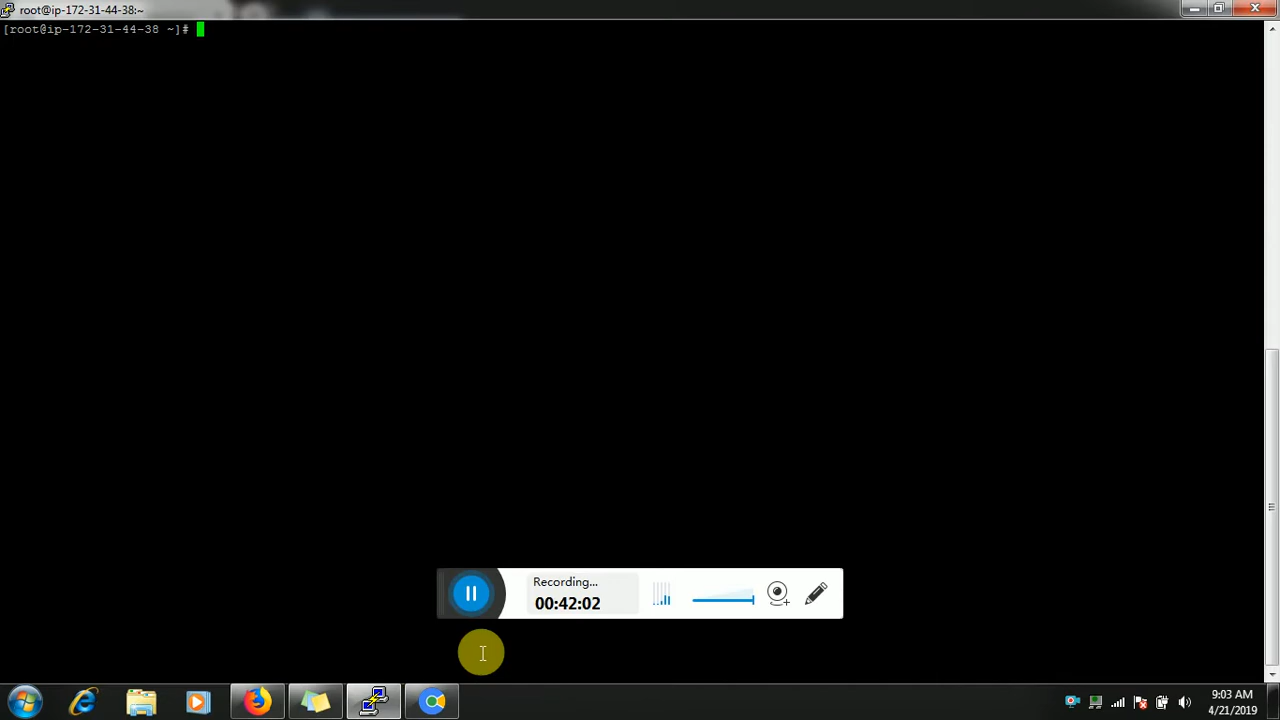 root@ip-172-31-44-38:~
[root@ip-172-31-44-38 ~]#
Recording...
00:42:02
9:03 AM
4/21/2019